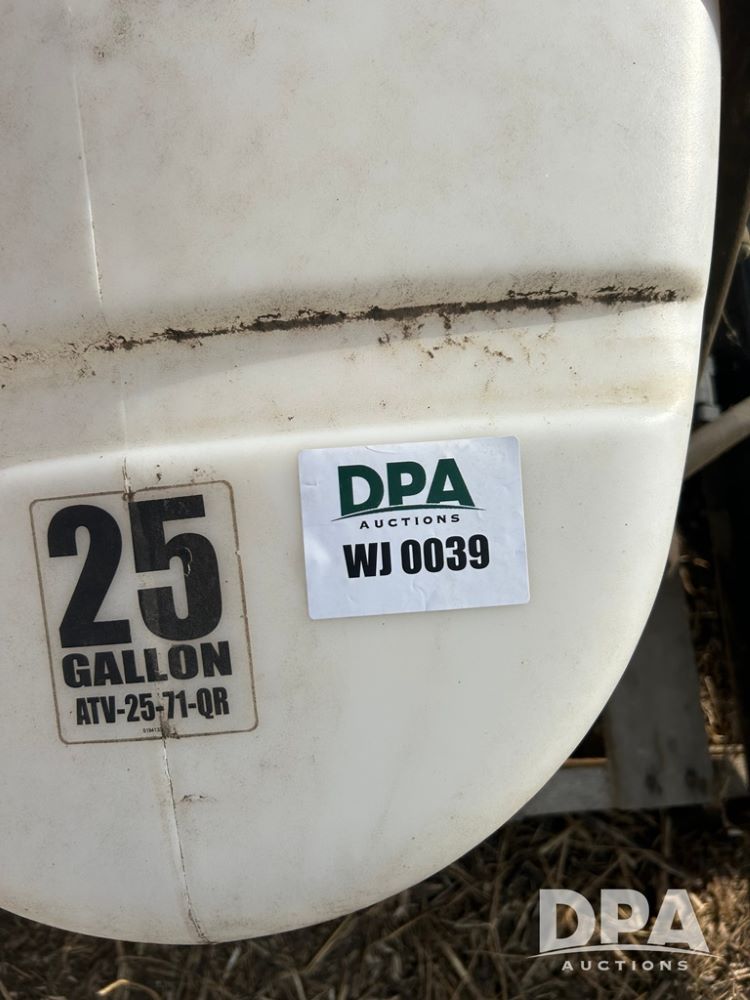 DPA
AUCTIONS
WJ 0039
25
GALLON
ATV-25-71-QR
DPA
AUCTIONS